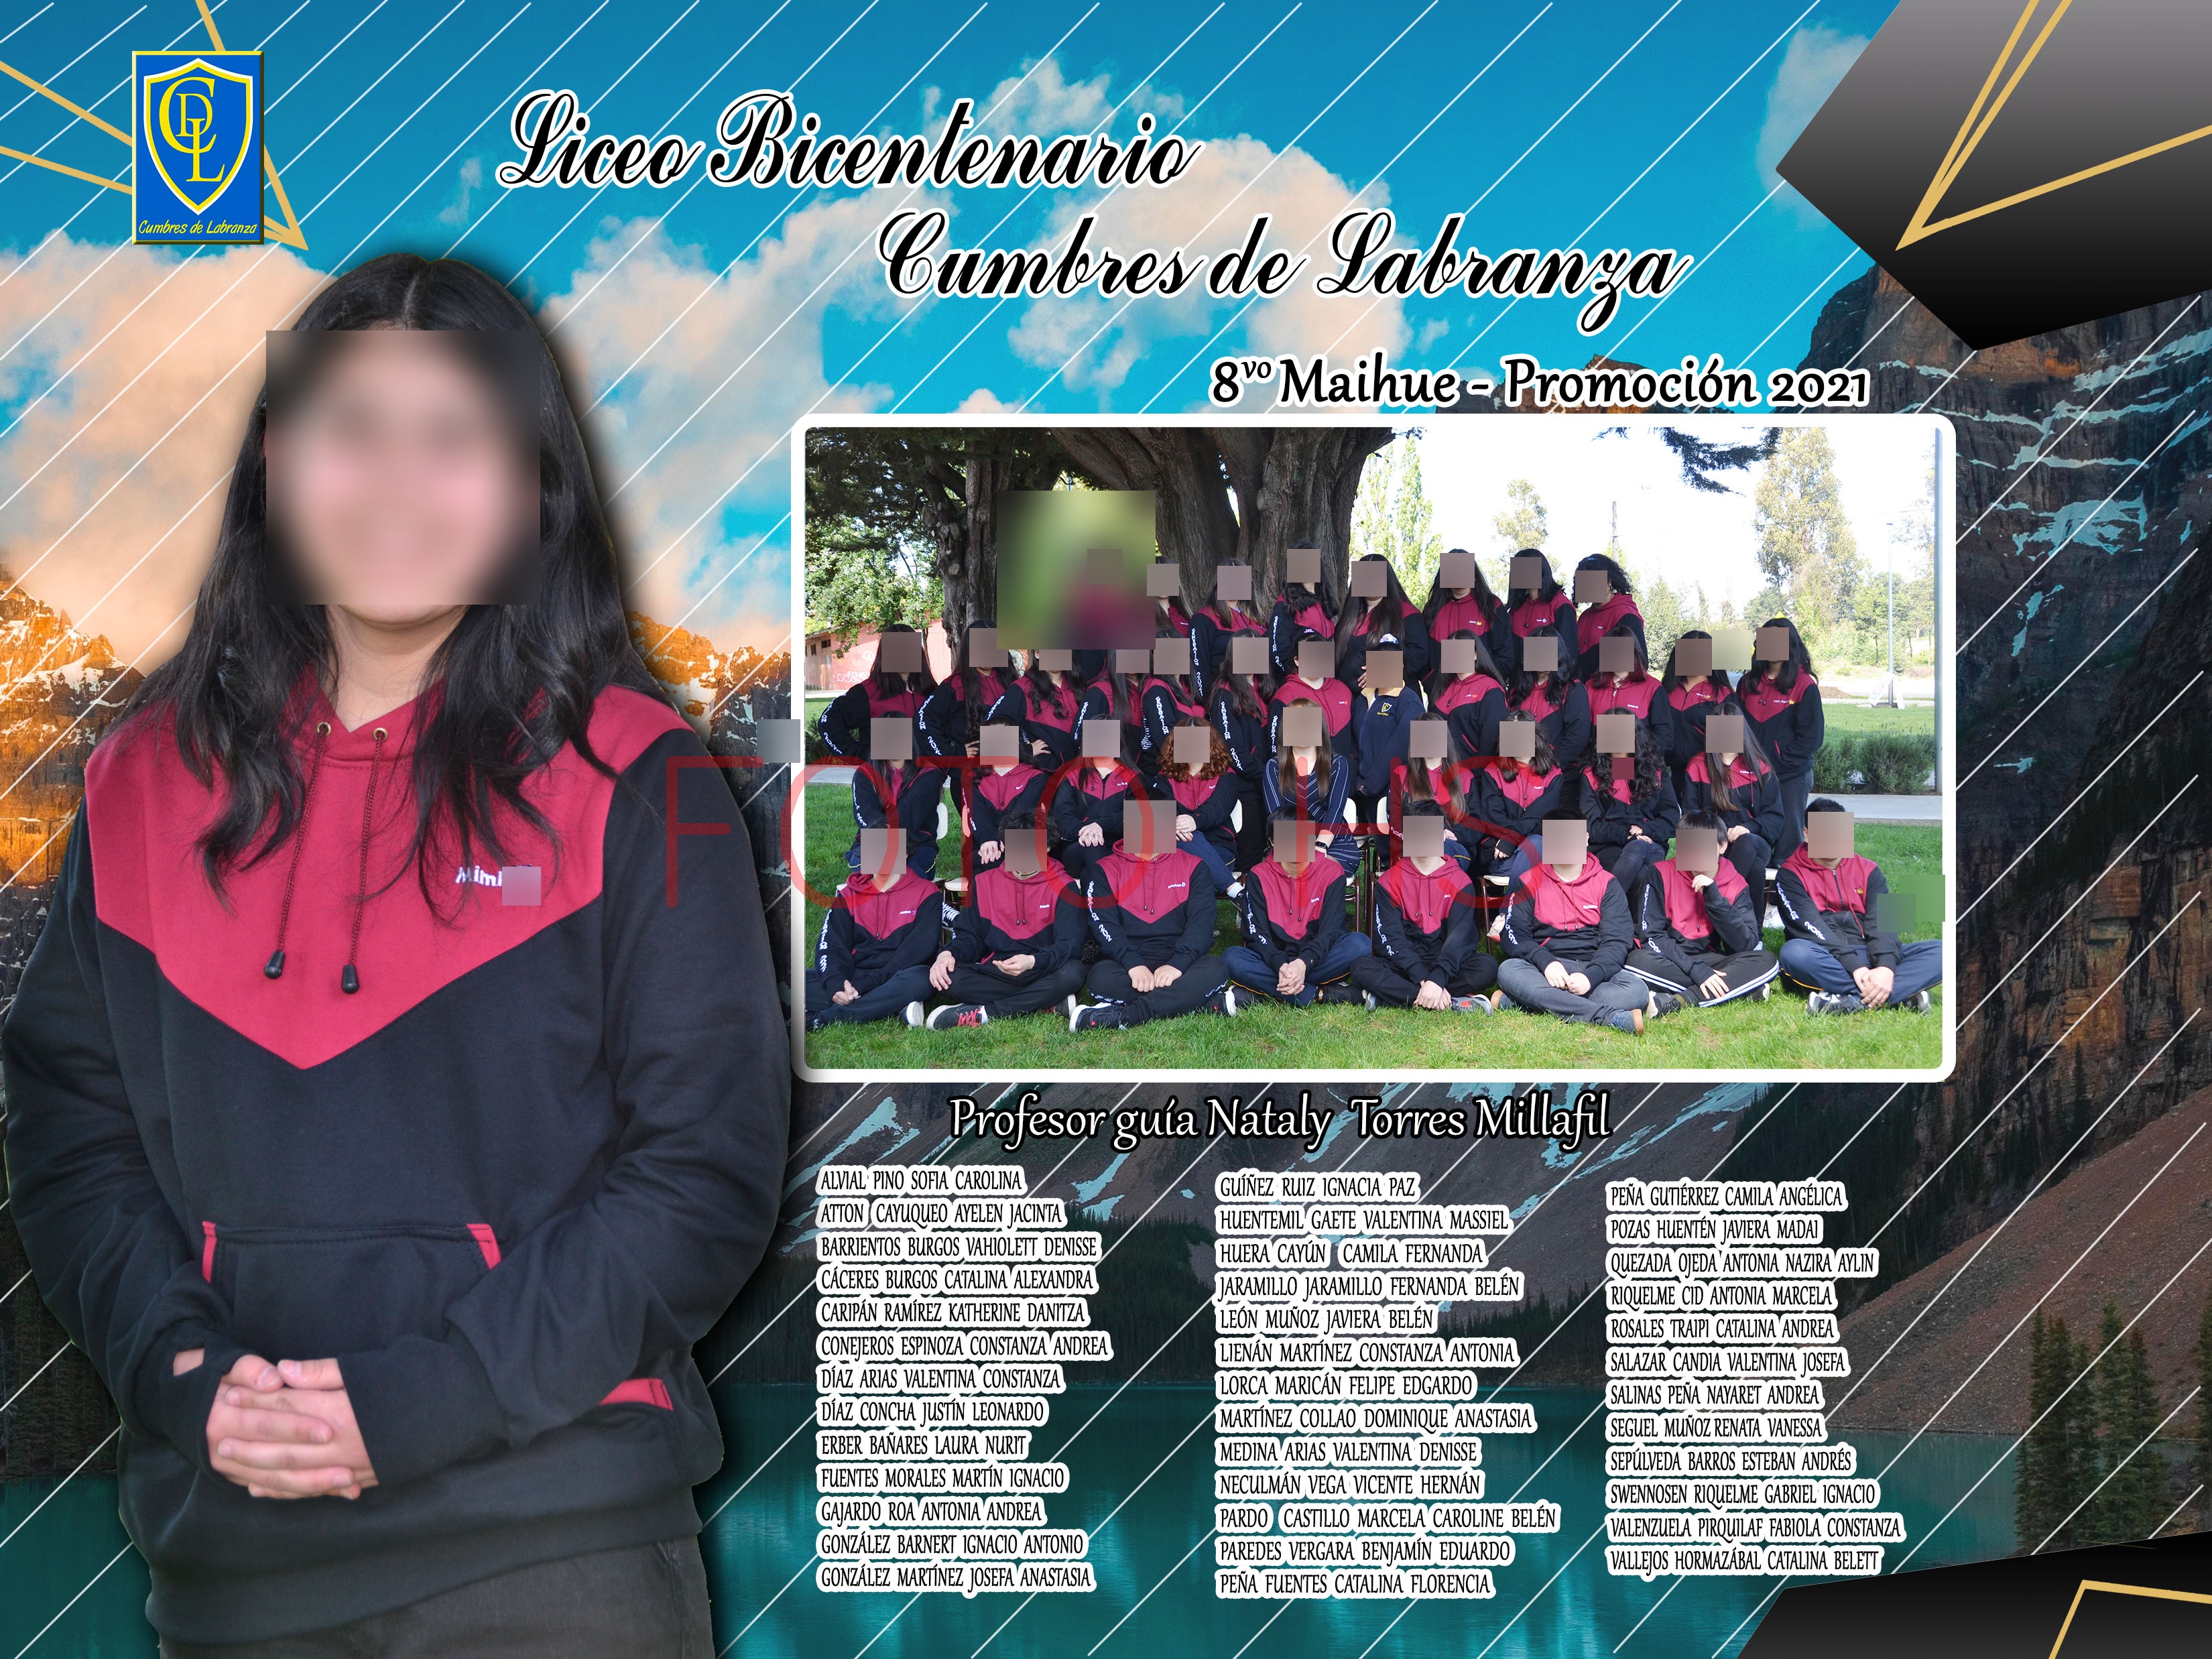 CDL
Cumbres de Labranza
Liceo Bicentenario
Cumbres de Labranza
8vo Maihue - Promoción 2021
FOTO HS
Profesor guía Nataly Torres Millafil
ALVIAL PINO SOFIA CAROLINA
ATTON CAYUQUEO AYELEN JACINTA
BARRIENTOS BURGOS VAHIOLETT DENISSE
CÁCERES BURGOS CATALINA ALEXANDRA
CARIPÁN RAMÍREZ KATHERINE DANITZA
CONEJEROS ESPINOZA CONSTANZA ANDREA
DÍAZ ARIAS VALENTINA CONSTANZA
DÍAZ CONCHA JUSTÍN LEONARDO
ERBER BAÑARES LAURA NURIT
FUENTES MORALES MARTÍN IGNACIO
GAJARDO ROA ANTONIA ANDREA
GONZÁLEZ BARNERT IGNACIO ANTONIO
GONZÁLEZ MARTÍNEZ JOSEFA ANASTASIA
GUÍÑEZ RUIZ IGNACIA PAZ
HUENTEMIL GAETE VALENTINA MASSIEL
HUERA CAYÚN CAMILA FERNANDA
JARAMILLO JARAMILLO FERNANDA BELÉN
LEÓN MUÑOZ JAVIERA BELÉN
LIENÁN MARTÍNEZ CONSTANZA ANTONIA
LORCA MARICÁN FELIPE EDGARDO
MARTÍNEZ COLLAO DOMINIQUE ANASTASIA
MEDINA ARIAS VALENTINA DENISSE
NECULMÁN VEGA VICENTE HERNÁN
PARDO CASTILLO MARCELA CAROLINE BELÉN
PAREDES VERGARA BENJAMÍN EDUARDO
PEÑA FUENTES CATALINA FLORENCIA
PEÑA GUTIÉRREZ CAMILA ANGÉLICA
POZAS HUENTÉN JAVIERA MADAI
QUEZADA OJEDA ANTONIA NAZIRA AYLIN
RIQUELME CID ANTONIA MARCELA
ROSALES TRAIPI CATALINA ANDREA
SALAZAR CANDIA VALENTINA JOSEFA
SALINAS PEÑA NAYARET ANDREA
SEGUEL MUÑOZ RENATA VANESSA
SEPÚLVEDA BARROS ESTEBAN ANDRÉS
SWENNOSEN RIQUELME GABRIEL IGNACIO
VALENZUELA PIRQUILAF FABIOLA CONSTANZA
VALLEJOS HORMAZÁBAL CATALINA BELETT